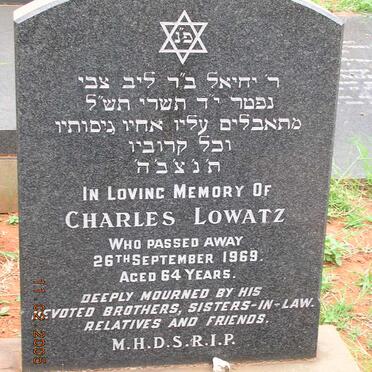 פ״נ
ר׳ יחיאל ב״ר ליב צבי
נפטר י״ד תשרי תש״ל
מתאבלים עליו אחיו גיסותיו
וכל קרוביו
ת׳נ׳צ׳ב׳ה׳
IN LOVING MEMORY OF
CHARLES LOWATZ
WHO PASSED AWAY
26TH SEPTEMBER 1969.
AGED 64 YEARS.
DEEPLY MOURNED BY HIS
DEVOTED BROTHERS, SISTERS-IN-LAW.
RELATIVES AND FRIENDS.
M.H.D.S.R.I.P.